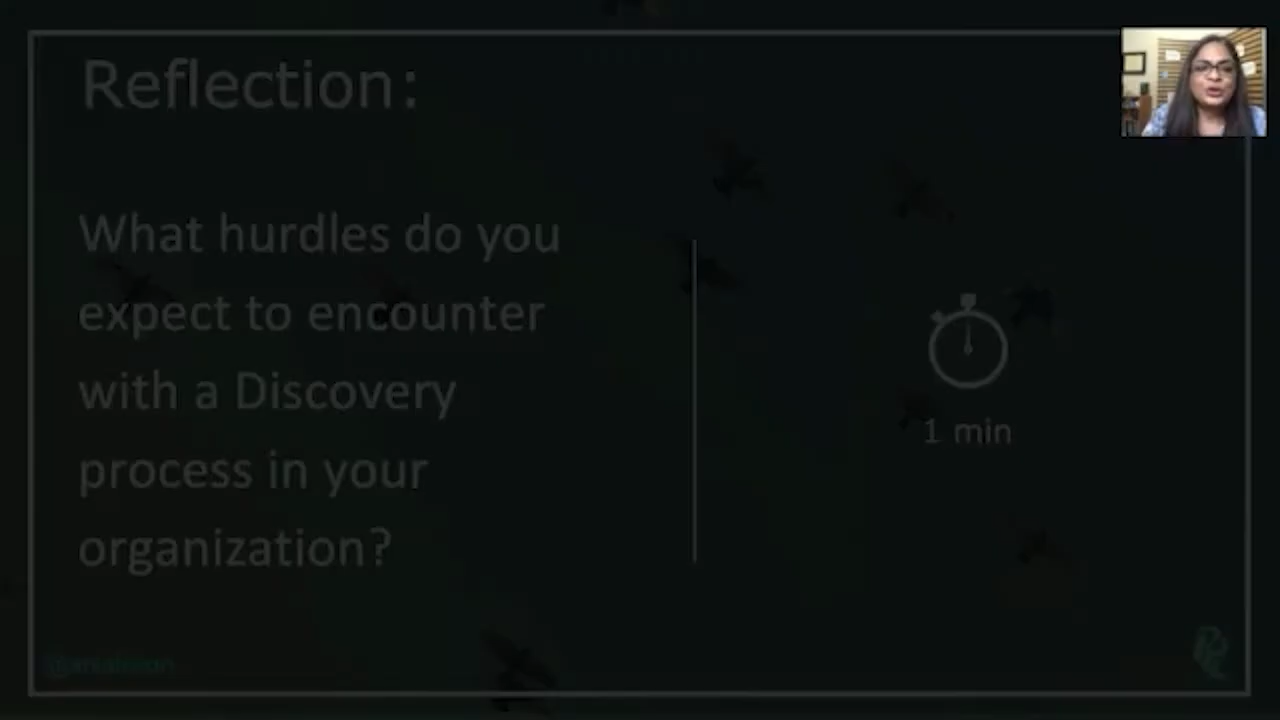 Reflection:
What hurdles do you
expect to encounter
with a Discovery
process in your
organization?
1 min